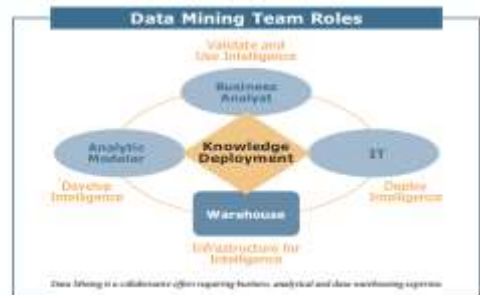 Data Mining Team Roles
Validate and
Use Intelligence
Business
Analyst
Analytic
Modeler
Knowledge
Deployment
IT
Develop
Intelligence
Deploy
Intelligence
Warehouse
Infrastructure for
Intelligence
Data Mining is a collaborative effort requiring business, analytical and data warehousing expertise.